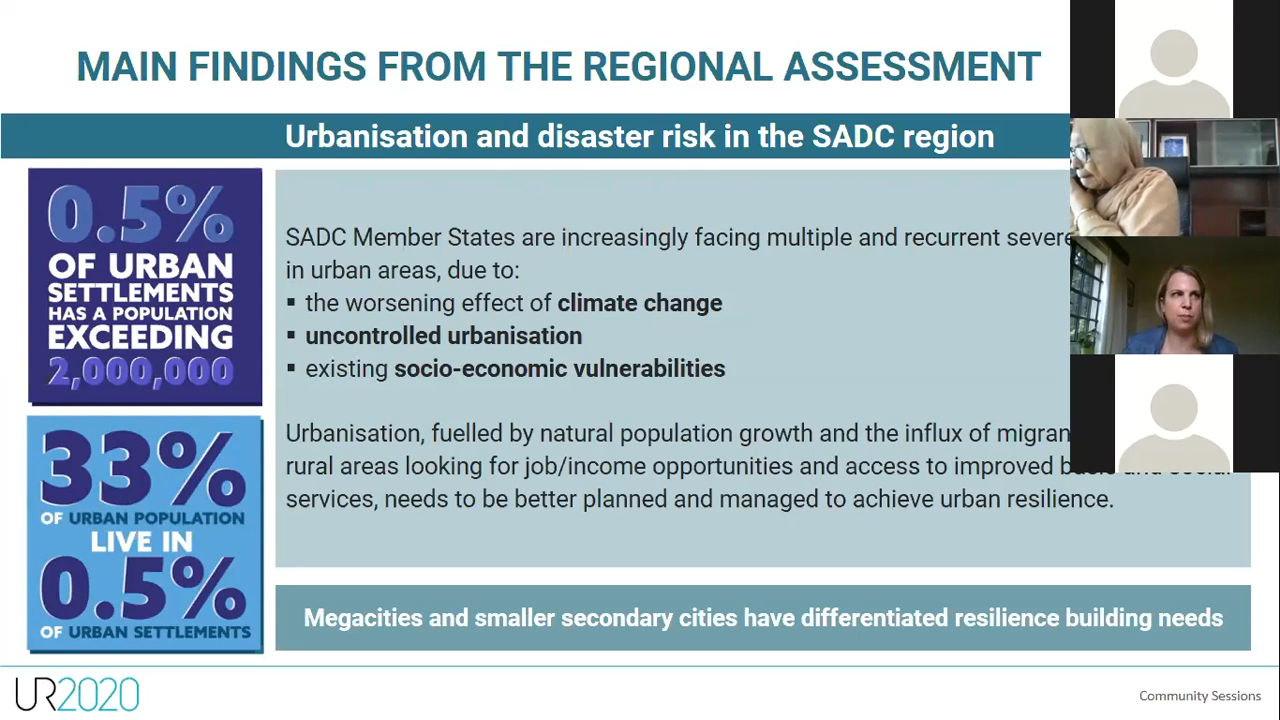 MAIN FINDINGS FROM THE REGIONAL ASSESSMENT
Urbanisation and disaster risk in the SADC region
0.5%
OF URBAN
SETTLEMENTS
HAS A POPULATION
EXCEEDING
2,000,000
33%
OF URBAN POPULATION
LIVE IN
0.5%
OF URBAN SETTLEMENTS
SADC Member States are increasingly facing multiple and recurrent severe
in urban areas, due to:
▪ the worsening effect of climate change
▪ uncontrolled urbanisation
▪ existing socio-economic vulnerabilities
Urbanisation, fuelled by natural population growth and the influx of
rural areas looking for job/income opportunities and access to improved
services, needs to be better planned and managed to achieve urban resilience.
Megacities and smaller secondary cities have differentiated resilience building needs
UR2020
Community Sessions